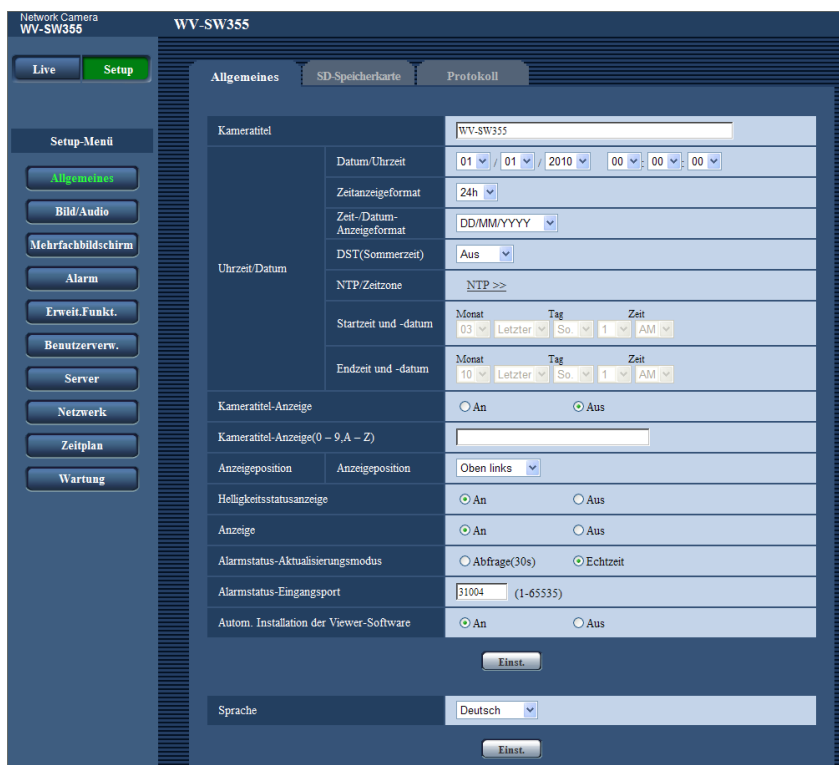 Network Camera
WV-SW355
WV-SW355
Live
Setup
Setup-Menü
Allgemeines
Bild/Audio
Mehrfachbildschirm
Alarm
Erweit.Funkt.
Benutzerverw.
Server
Netzwerk
Zeitplan
Wartung
Allgemeines
SD-Speicherkarte
Protokoll
Kameratitel
WV-SW355
Uhrzeit/Datum
Datum/Uhrzeit
01 / 01 / 2010 00 : 00 : 00
Zeitanzeigeformat
24h
Zeit-/Datum-
Anzeigeformat
DD/MM/YYYY
DST(Sommerzeit)
Aus
NTP/Zeitzone
NTP >>
Startzeit und -datum
Monat Tag Zeit
03 Letzter So. 1 AM
Endzeit und -datum
Monat Tag Zeit
10 Letzter So. 1 AM
Kameratitel-Anzeige
An Aus
Kameratitel-Anzeige(0 – 9,A – Z)
Anzeigeposition
Anzeigeposition
Oben links
Helligkeitsstatusanzeige
An Aus
Anzeige
An Aus
Alarmstatus-Aktualisierungsmodus
Abfrage(30s) Echtzeit
Alarmstatus-Eingangsport
31004 (1-65535)
Autom. Installation der Viewer-Software
An Aus
Einst.
Sprache
Deutsch
Einst.